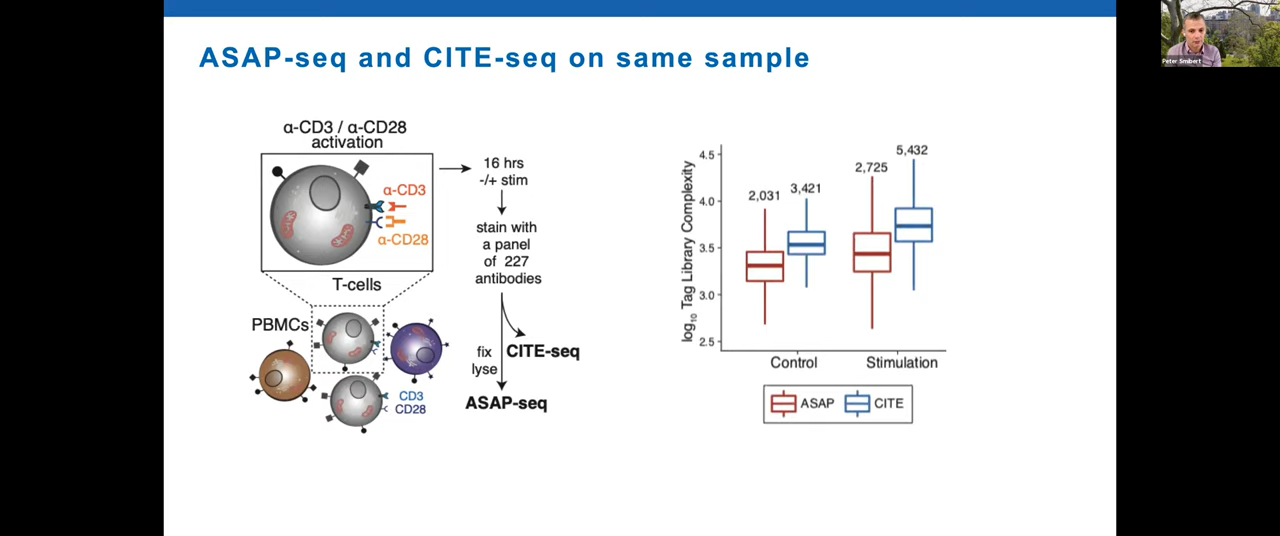 ASAP-seq and CITE-seq on same sample
Peter Smibert
α-CD3 / α-CD28
activation
α-CD3
α-CD28
T-cells
PBMCs
CD3
CD28
16 hrs
-/+ stim
stain with
a panel
of 227
antibodies
fix
lyse
CITE-seq
ASAP-seq
log10 Tag Library Complexity
4.5
4.0
3.5
3.0
2.5
2,031
3,421
2,725
5,432
Control
Stimulation
ASAP
CITE